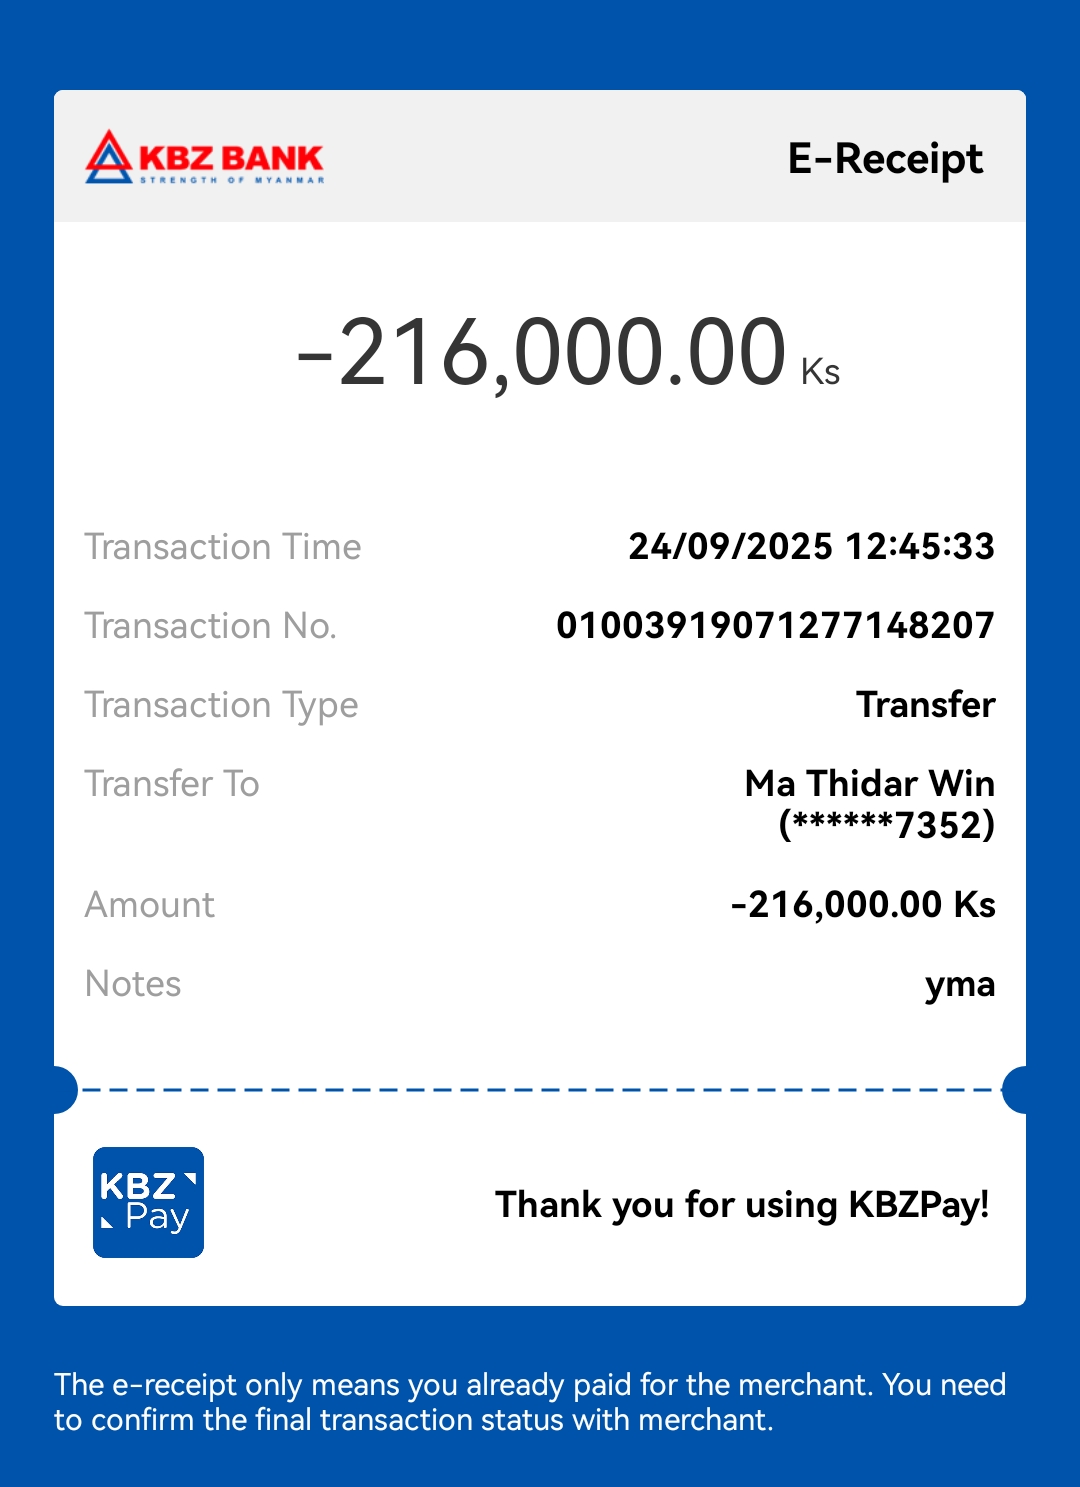 KBZ BANK
STRENGTH OF MYANMAR
E-Receipt
-216,000.00 Ks
Transaction Time 24/09/2025 12:45:33
Transaction No. 01003919071277148207
Transaction Type Transfer
Transfer To Ma Thidar Win
(******7352)
Amount -216,000.00 Ks
Notes yma
KBZ
Pay
Thank you for using KBZPay!
The e-receipt only means you already paid for the merchant. You need
to confirm the final transaction status with merchant.